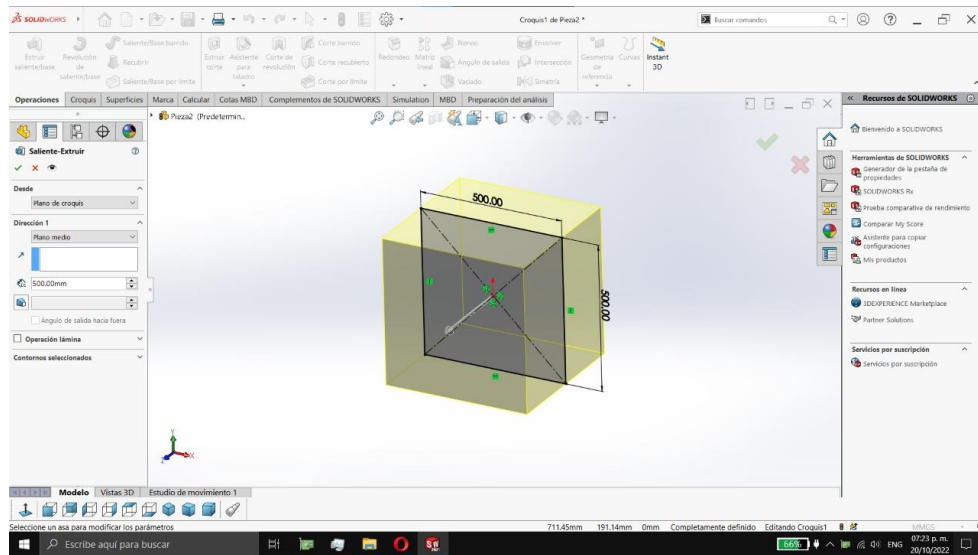 SOLIDWORKS
Croquis1 de Pieza2 *
Buscar comandos
Extruir saliente/base
Revolución de saliente/base
Saliente/Base barrido
Recubrir
Saliente/Base por límite
Extruir corte
Asistente para taladro
Corte de revolución
Corte barrido
Corte recubierto
Corte por límite
Redondeo
Matriz lineal
Nervio
Ángulo de salida
Vaciado
Envolver
Intersección
Simetría
Geometría de referencia
Curvas
Instant 3D
Operaciones
Croquis
Superficies
Marca
Calcular
Cotas MBD
Complementos de SOLIDWORKS
Simulation
MBD
Preparación del análisis
Pieza2 (Predetermin...
Saliente-Extruir
Desde
Plano de croquis
Dirección 1
Plano medio
500.00mm
Ángulo de salida hacia fuera
Operación lámina
Contornos seleccionados
500.00
500.00
Y
X
Z
Recursos de SOLIDWORKS
Bienvenido a SOLIDWORKS
Herramientas de SOLIDWORKS
Generador de la pestaña de propiedades
SOLIDWORKS Rx
Prueba comparativa de rendimiento
Comparar My Score
Asistente para copiar configuraciones
Mis productos
Recursos en línea
3DEXPERIENCE Marketplace
Partner Solutions
Servicios por suscripción
Servicios por suscripción
Modelo
Vistas 3D
Estudio de movimiento 1
Seleccione un asa para modificar los parámetros
711.45mm 191.14mm 0mm Completamente definido Editando Croquis1
MMGS
Escribe aquí para buscar
66%
ENG
07:23 p. m.
20/10/2022